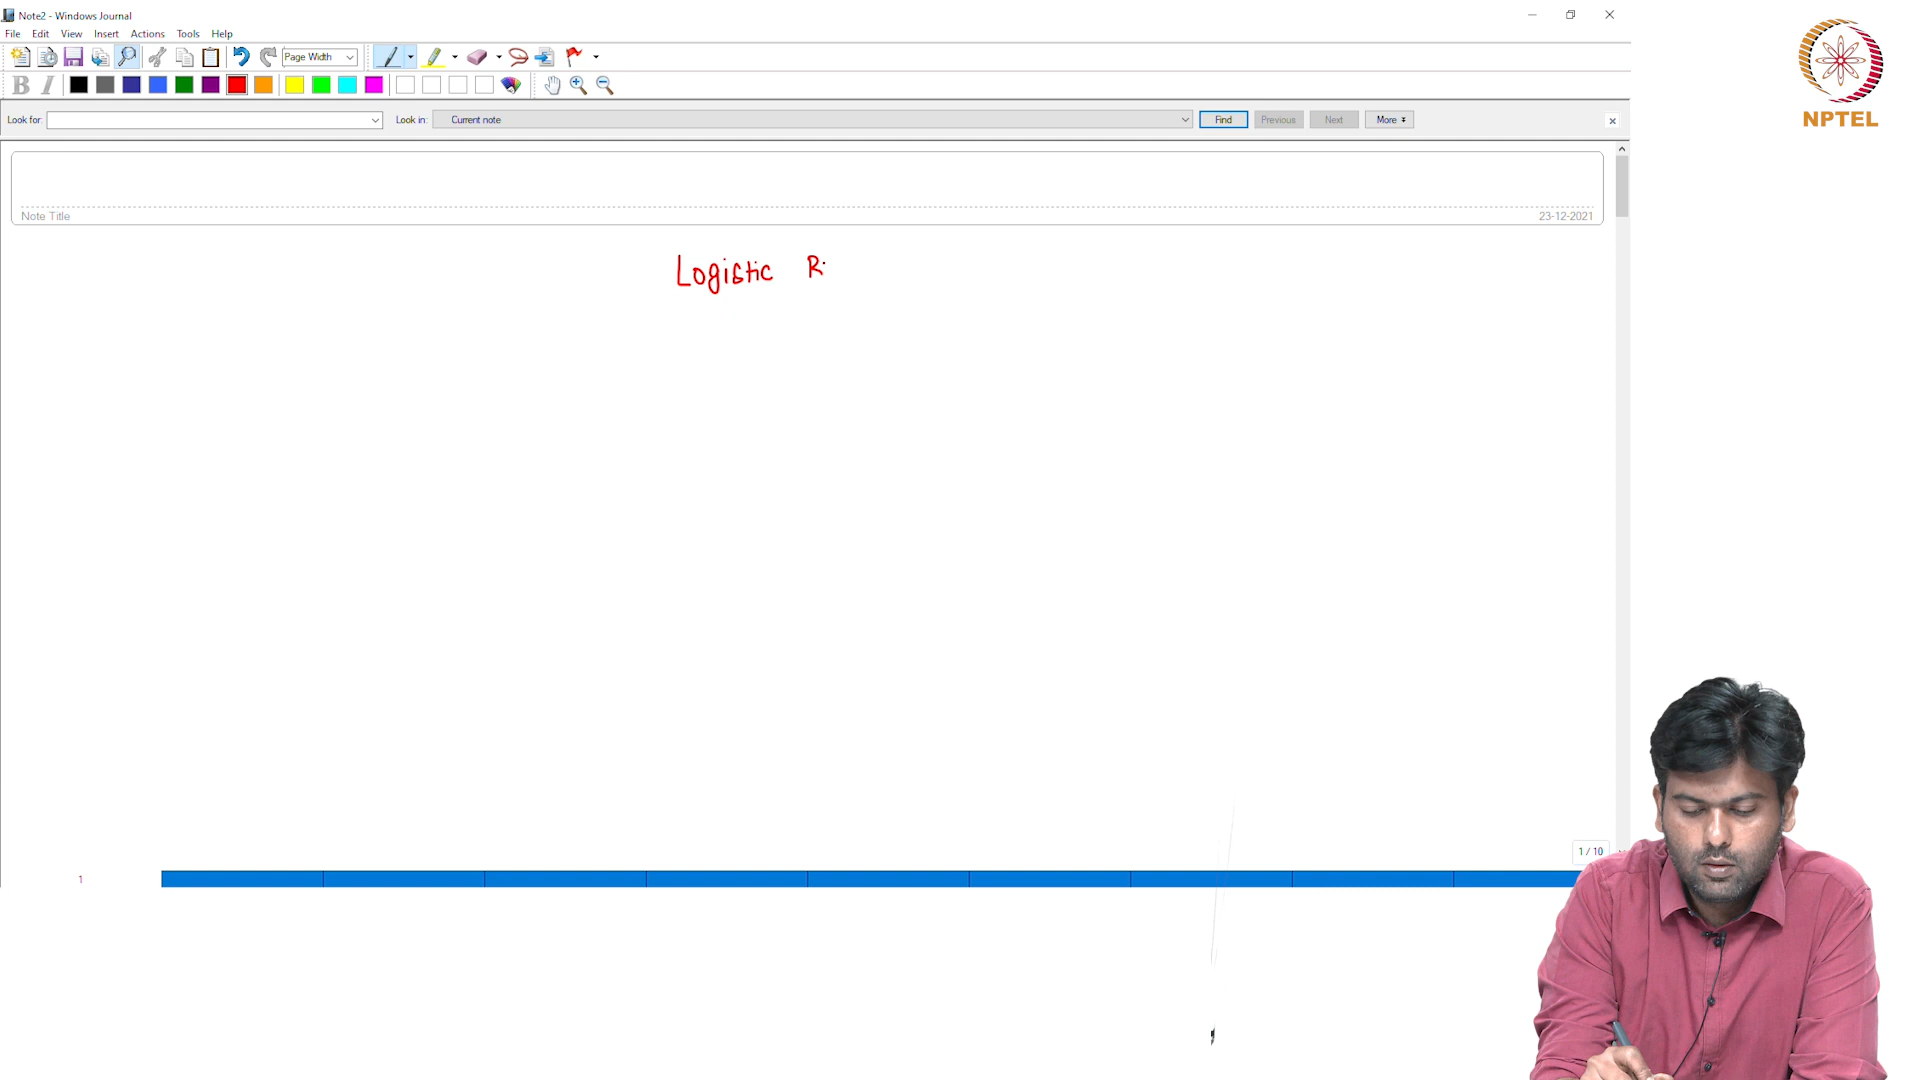 Note2 - Windows Journal
File Edit View Insert Actions Tools Help
Page Width
B I
Look for: Look in: Current note Find Previous Next More
Note Title 23-12-2021
Logistic R
1 / 10
1
NPTEL